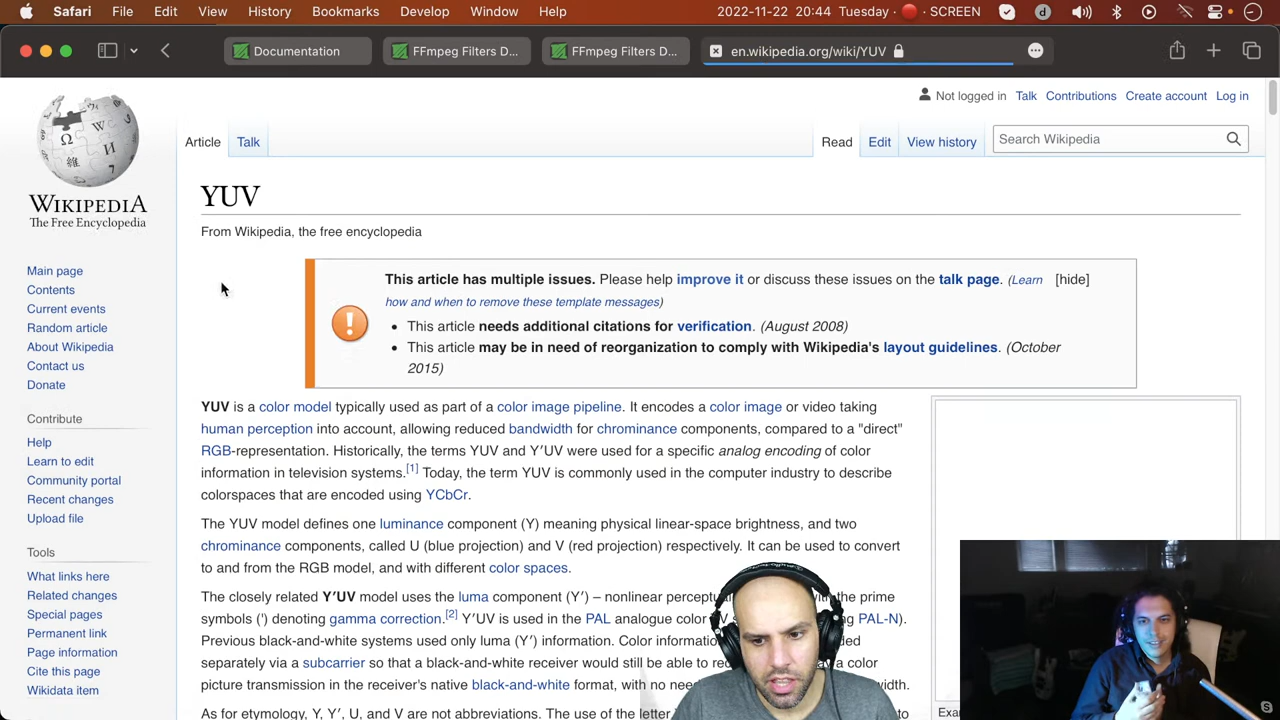 Safari File Edit View History Bookmarks Develop Window Help 2022-11-22 20:44 Tuesday SCREEN
Documentation FFmpeg Filters D... FFmpeg Filters D... en.wikipedia.org/wiki/YUV
Not logged in Talk Contributions Create account Log in
Article Talk Read Edit View history Search Wikipedia
WIKIPEDIA
The Free Encyclopedia
Main page
Contents
Current events
Random article
About Wikipedia
Contact us
Donate
Contribute
Help
Learn to edit
Community portal
Recent changes
Upload file
Tools
What links here
Related changes
Special pages
Permanent link
Page information
Cite this page
Wikidata item
YUV
From Wikipedia, the free encyclopedia
This article has multiple issues. Please help improve it or discuss these issues on the talk page. (Learn [hide]
how and when to remove these template messages)
• This article needs additional citations for verification. (August 2008)
• This article may be in need of reorganization to comply with Wikipedia's layout guidelines. (October
2015)
YUV is a color model typically used as part of a color image pipeline. It encodes a color image or video taking
human perception into account, allowing reduced bandwidth for chrominance components, compared to a "direct"
RGB-representation. Historically, the terms YUV and Y′UV were used for a specific analog encoding of color
information in television systems.[1] Today, the term YUV is commonly used in the computer industry to describe
colorspaces that are encoded using YCbCr.
The YUV model defines one luminance component (Y) meaning physical linear-space brightness, and two
chrominance components, called U (blue projection) and V (red projection) respectively. It can be used to convert
to and from the RGB model, and with different color spaces.
The closely related Y′UV model uses the luma component (Y′) – nonlinear the prime
symbols (′) denoting gamma correction.[2] Y′UV is used in the PAL analogue color PAL-N).
Previous black-and-white systems used only luma (Y′) information. Color
separately via a subcarrier so that a black-and-white receiver would still be able to a color
picture transmission in the receiver's native black-and-white format, with no
As for etymology, Y, Y′, U, and V are not abbreviations. The use of the letter to